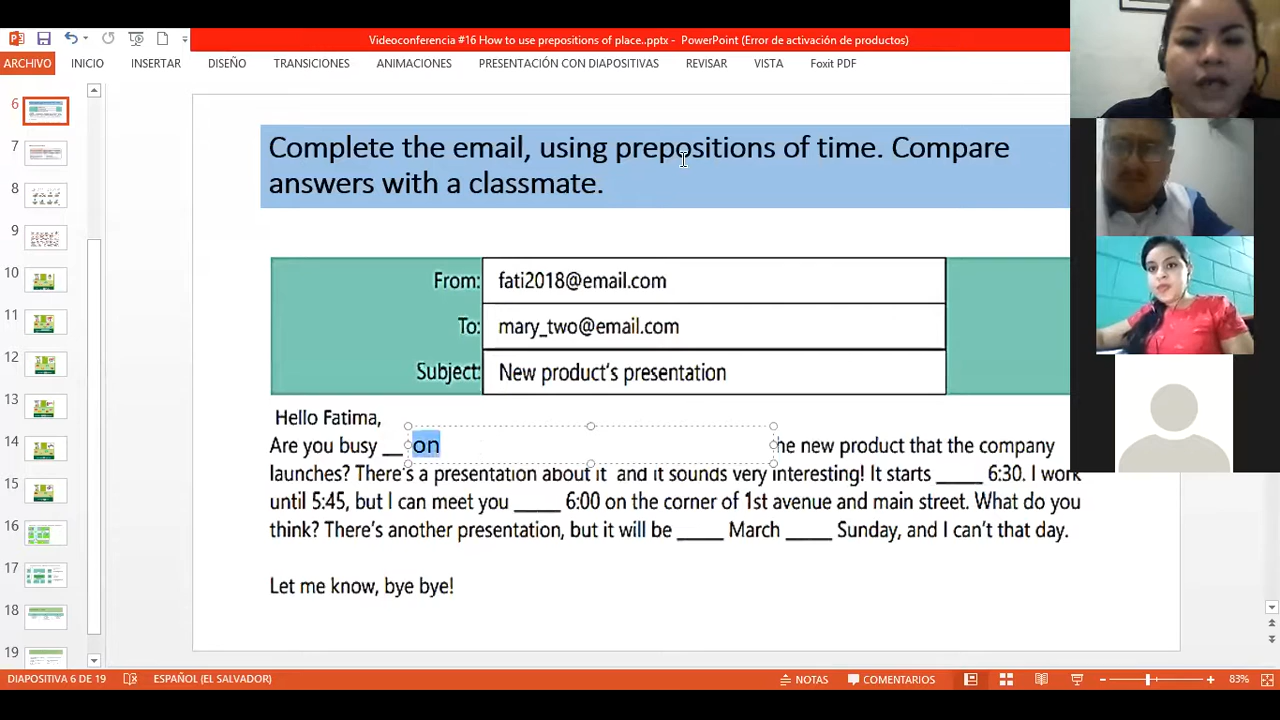 Videoconferencia #16 How to use prepositions of place..pptx - PowerPoint (Error de activación de productos)
ARCHIVO INICIO INSERTAR DISEÑO TRANSICIONES ANIMACIONES PRESENTACIÓN CON DIAPOSITIVAS REVISAR VISTA Foxit PDF
6
7
8
9
10
11
12
13
14
15
16
17
18
19
Complete the email, using prepositions of time. Compare
answers with a classmate.
From: fati2018@email.com
To: mary_two@email.com
Subject: New product's presentation
Hello Fatima,
Are you busy __ on he new product that the company
launches? There's a presentation about it and it sounds very interesting! It starts _____ 6:30. I work
until 5:45, but I can meet you _____ 6:00 on the corner of 1st avenue and main street. What do you
think? There's another presentation, but it will be _____ March _____ Sunday, and I can't that day.
Let me know, bye bye!
DIAPOSITIVA 6 DE 19 ESPAÑOL (EL SALVADOR) NOTAS COMENTARIOS 83%